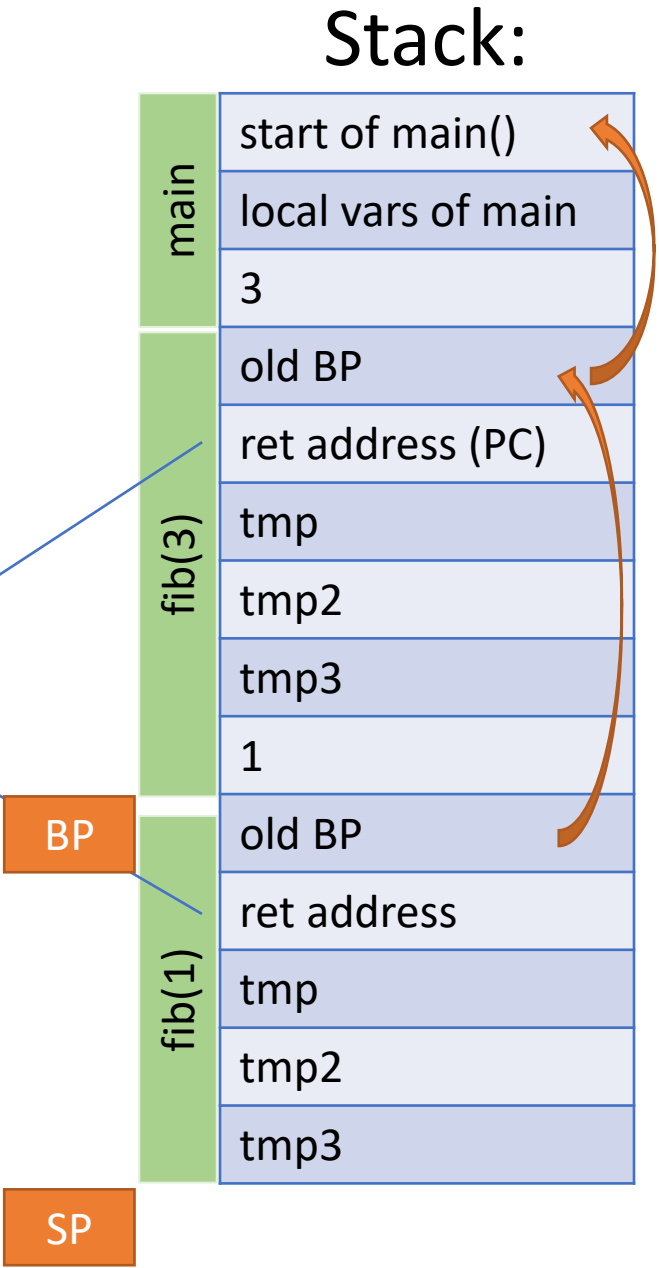 Stack:
main
start of main()
local vars of main
3
fib(3)
old BP
ret address (PC)
tmp
tmp2
tmp3
1
BP
fib(1)
old BP
ret address
tmp
tmp2
tmp3
SP